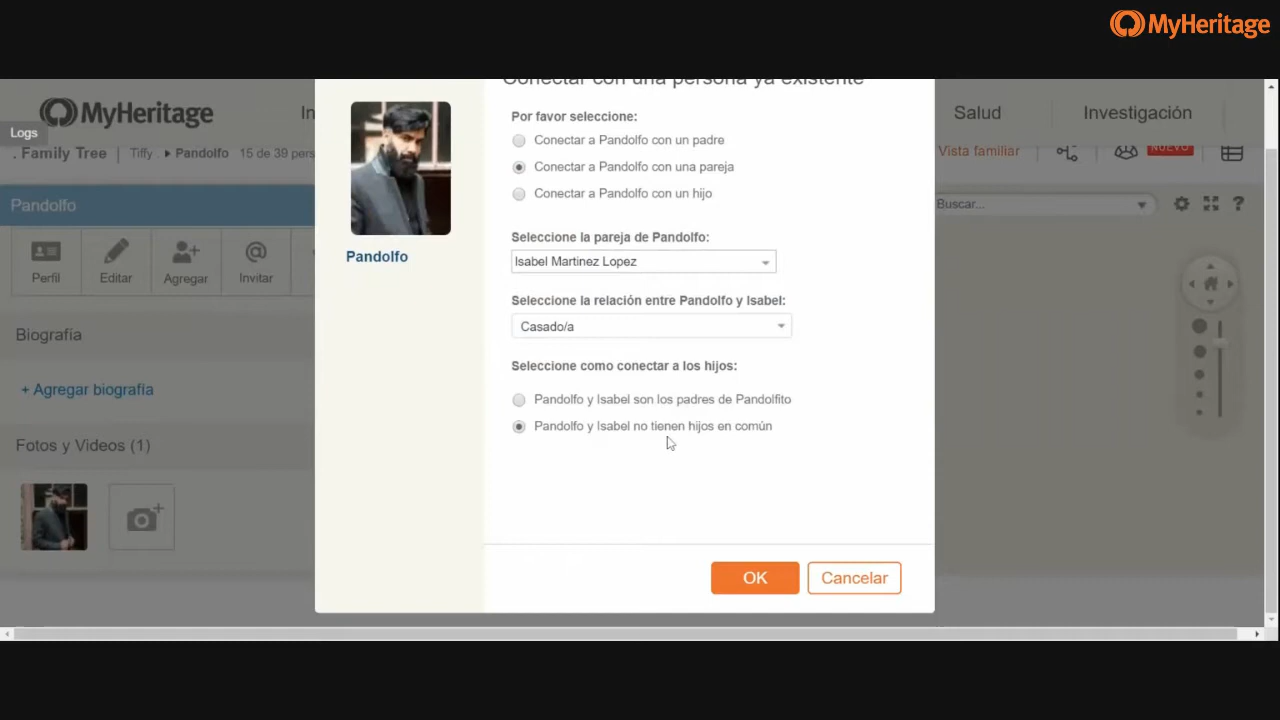 MyHeritage
Conectar con una persona ya existente
MyHeritage
In
Salud
Investigación
Logs
. Family Tree | Tiffy . ▸ Pandolfo 15 de 39 pers
Vista familiar
NUEVO
Pandolfo
Buscar...
?
Perfil
Editar
Agregar
Invitar
Biografía
+ Agregar biografía
Fotos y Videos (1)
Pandolfo
Por favor seleccione:
Conectar a Pandolfo con un padre
Conectar a Pandolfo con una pareja
Conectar a Pandolfo con un hijo
Seleccione la pareja de Pandolfo:
Isabel Martinez Lopez
Seleccione la relación entre Pandolfo y Isabel:
Casado/a
Seleccione como conectar a los hijos:
Pandolfo y Isabel son los padres de Pandolfito
Pandolfo y Isabel no tienen hijos en común
OK
Cancelar